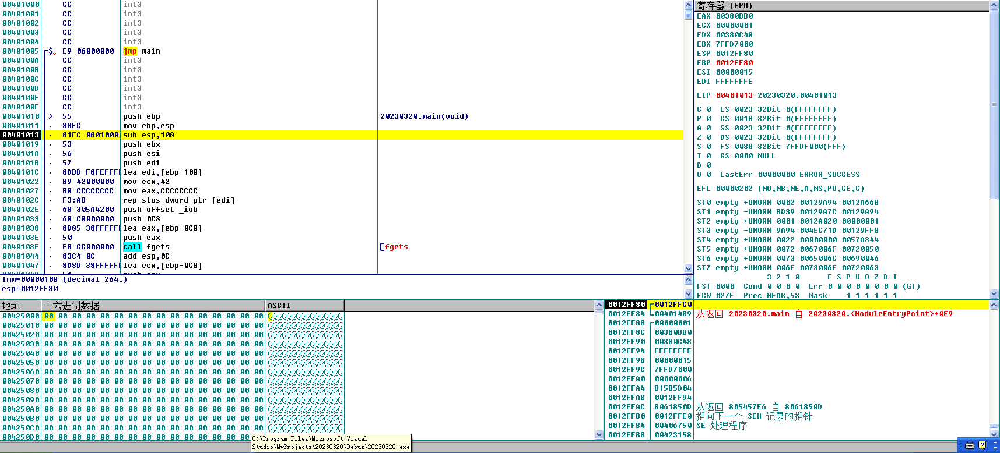 00401000 CC int3
00401001 CC int3
00401002 CC int3
00401003 CC int3
00401004 CC int3
00401005 $ E9 06000000 jmp main
0040100A CC int3
0040100B CC int3
0040100C CC int3
0040100D CC int3
0040100E CC int3
0040100F CC int3
00401010 > 55 push ebp 20230320.main(void)
00401011 . 8BEC mov ebp,esp
00401013 . 81EC 08010000 sub esp,108
00401019 . 53 push ebx
0040101A . 56 push esi
0040101B . 57 push edi
0040101C . 8DBD F8FEFFF lea edi,[ebp-108]
00401022 . B9 42000000 mov ecx,42
00401027 . B8 CCCCCCCC mov eax,CCCCCCCC
0040102C . F3:AB rep stos dword ptr [edi]
0040102E . 68 305A4200 push offset _iob
00401033 . 68 C8000000 push 0C8
00401038 . 8D85 38FFFFF lea eax,[ebp-0C8]
0040103E . 50 push eax
0040103F . E8 CC000000 call fgets [fgets
00401044 . 83C4 0C add esp,0C
00401047 . 8D8D 38FFFFF lea ecx,[ebp-0C8]
Imm=00000108 (decimal 264.)
esp=0012FF80
寄存器 (FPU)
EAX 00380BB0
ECX 00000001
EDX 00380C48
EBX 7FFD7000
ESP 0012FF80
EBP 0012FF80
ESI 00000015
EDI FFFFFFFE
EIP 00401013 20230320.00401013
C 0 ES 0023 32Bit 0(FFFFFFFF)
P 0 CS 001B 32Bit 0(FFFFFFFF)
A 0 SS 0023 32Bit 0(FFFFFFFF)
Z 0 DS 0023 32Bit 0(FFFFFFFF)
S 0 FS 003B 32Bit 7FFDF000(FFF)
T 0 GS 0000 NULL
D 0
O 0 LastErr 00000000 ERROR_SUCCESS
EFL 00000202 (NO,NB,NE,A,NS,PO,GE,G)
ST0 empty +UNORM 0002 00129A94 0012A668
ST1 empty -UNORM BD39 00129A7C 00129A94
ST2 empty +UNORM 0001 0012A020 00000001
ST3 empty -UNORM 9A94 004EC71D 00129FF8
ST4 empty +UNORM 0022 00000000 0057A344
ST5 empty +UNORM 0072 0067006F 00720050
ST6 empty +UNORM 0073 0065006C 00690046
ST7 empty +UNORM 006F 0073006F 00720063
3 2 1 0 E S P U O Z D I
FST 0000 Cond 0 0 0 0 Err 0 0 0 0 0 0 0 0 (GT)
FCW 027F Prec NEAR,53 Mask 1 1 1 1 1 1
地址 十六进制数据 ASCII
00425000 00 00 00 00 00 00 00 00 00 00 00 00 00 00 00 00
00425010 00 00 00 00 00 00 00 00 00 00 00 00 00 00 00 00
00425020 00 00 00 00 00 00 00 00 00 00 00 00 00 00 00 00
00425030 00 00 00 00 00 00 00 00 00 00 00 00 00 00 00 00
00425040 00 00 00 00 00 00 00 00 00 00 00 00 00 00 00 00
00425050 00 00 00 00 00 00 00 00 00 00 00 00 00 00 00 00
00425060 00 00 00 00 00 00 00 00 00 00 00 00 00 00 00 00
00425070 00 00 00 00 00 00 00 00 00 00 00 00 00 00 00 00
00425080 00 00 00 00 00 00 00 00 00 00 00 00 00 00 00 00
00425090 00 00 00 00 00 00 00 00 00 00 00 00 00 00 00 00
004250A0 00 00 00 00 00 00 00 00 00 00 00 00 00 00 00 00
004250B0 00 00 00 00 00 00 00 00 00 00 00 00 00 00 00 00
004250C0 00 00 00 00 00 00 00 00 00 00 00 00 00 00 00 00
004250D0 00 00 00 00 00 00 00 00 00 00 00 00 00 00 00 00
0012FF80 0012FFC0
0012FF84 004014B9 从返回 20230320.main 自 20230320.<ModuleEntryPoint>+0E9
0012FF88 00000001
0012FF8C 00380BB0
0012FF90 00380C48
0012FF94 FFFFFFFE
0012FF98 00000015
0012FF9C 7FFD7000
0012FFA0 00000006
0012FFA4 B15B5D04
0012FFA8 0012FF94
0012FFAC 8061850D 从返回 805457E6 自 8061850D
0012FFB0 0012FFE0 指向下一个 SEH 记录的指针
0012FFB4 00406750 SE 处理程序
0012FFB8 00423158
C:\Program Files\Microsoft Visual
Studio\MyProjects\20230320\Debug\20230320.exe